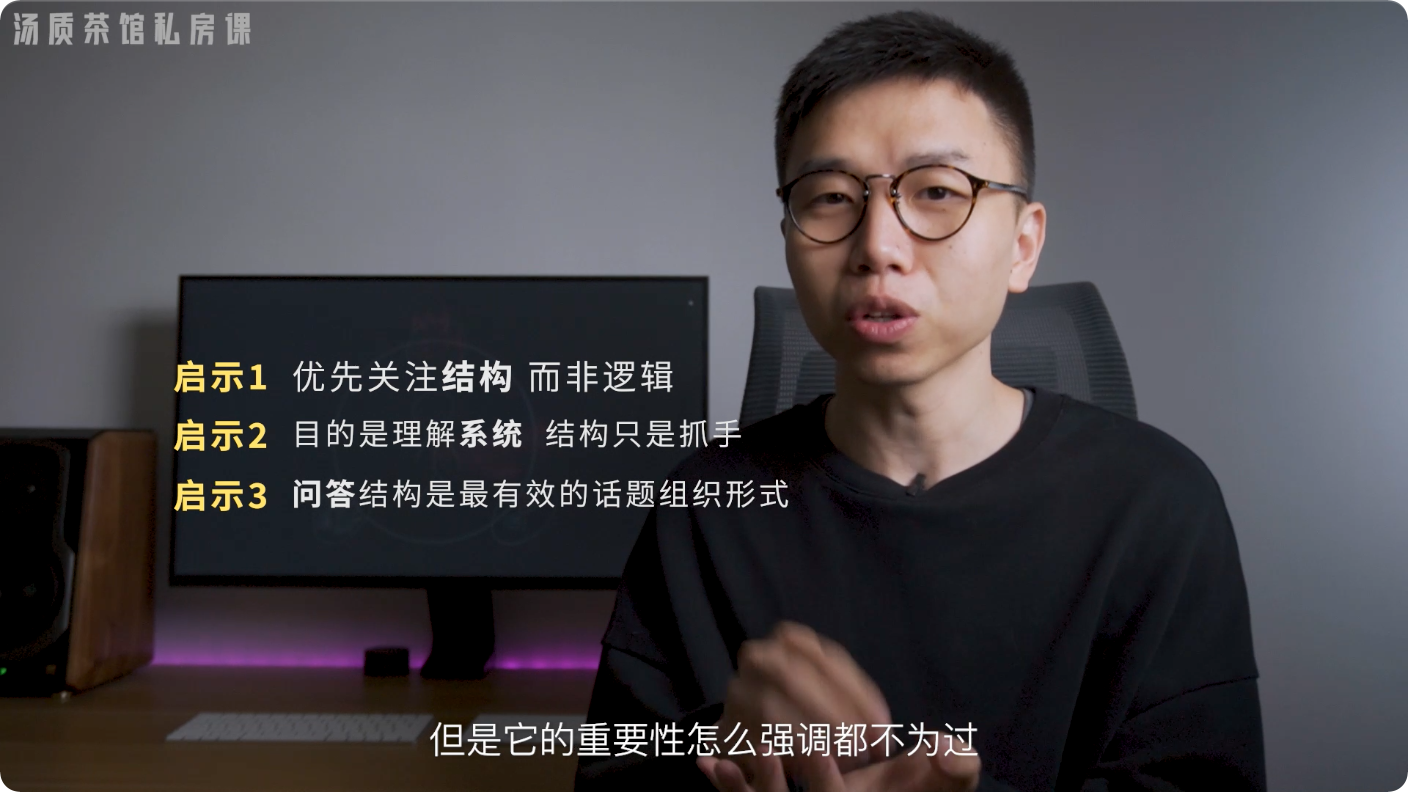 汤质茶馆私房课
启示1 优先关注结构 而非逻辑
启示2 目的是理解系统 结构只是抓手
启示3 问答结构是最有效的话题组织形式
但是它的重要性怎么强调都不为过